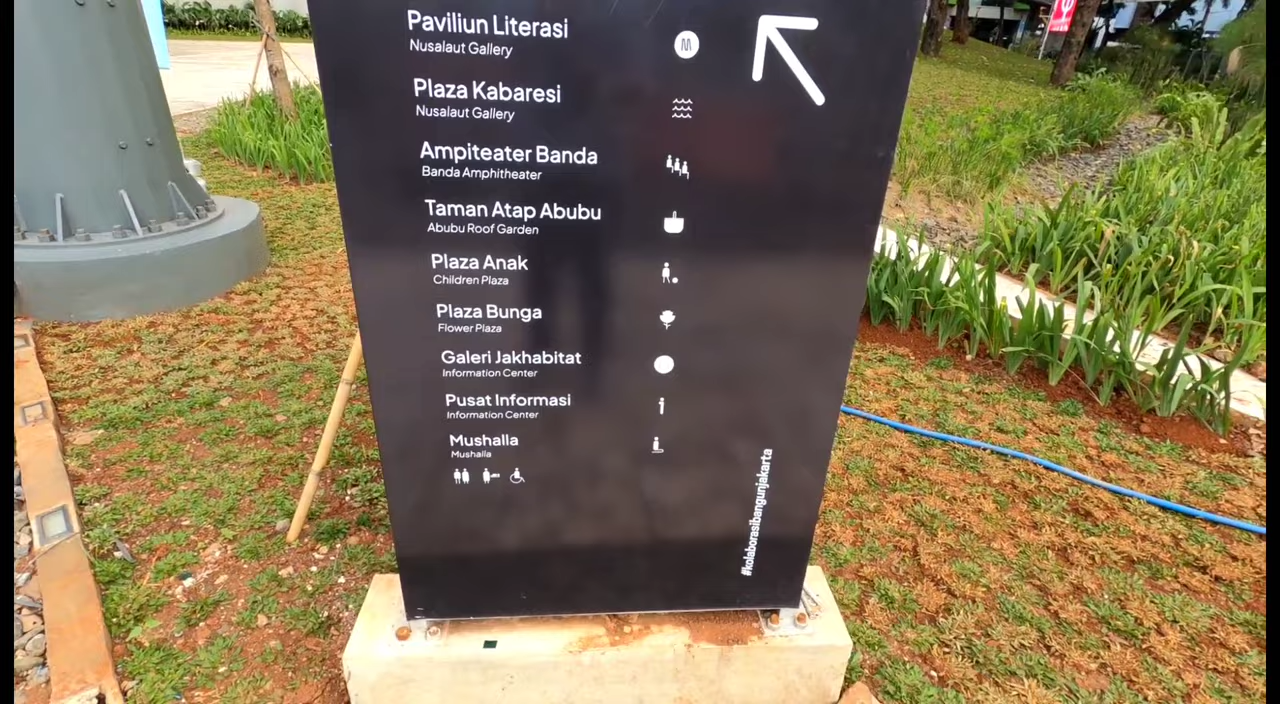 Paviliun Literasi
Nusalaut Gallery
M
Plaza Kabaresi
Nusalaut Gallery
Ampiteater Banda
Banda Amphitheater
Taman Atap Abubu
Abubu Roof Garden
Plaza Anak
Children Plaza
Plaza Bunga
Flower Plaza
Galeri Jakhabitat
Information Center
Pusat Informasi
Information Center
i
Mushalla
Mushalla
#kolaborasibangunjakarta